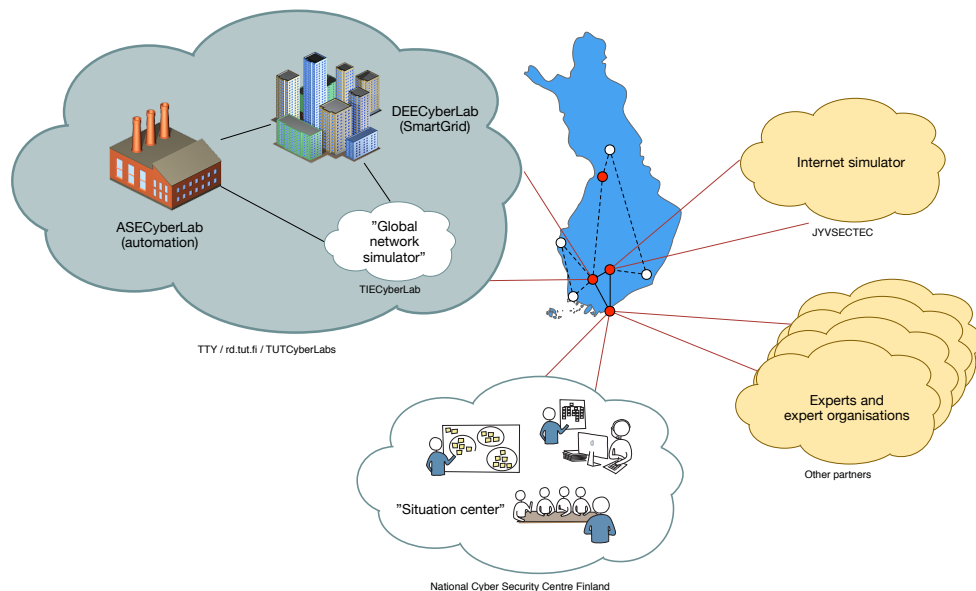 DEECyberLab
(SmartGrid)
ASECyberLab
(automation)
”Global
network
simulator”
TIECyberLab
TTY / rd.tut.fi / TUTCyberLabs
Internet simulator
JYVSECTEC
Experts and
expert organisations
Other partners
”Situation center”
National Cyber Security Centre Finland